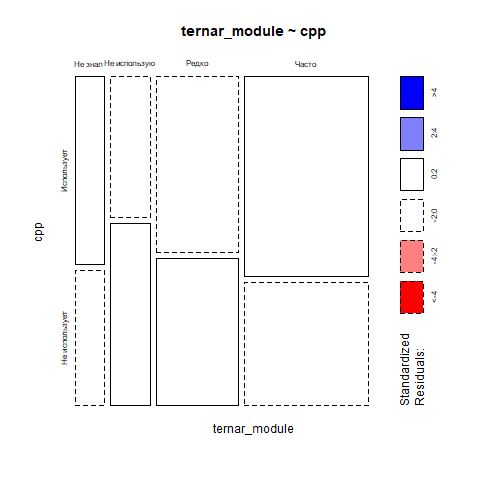 ternar_module ~ cpp
Не знал
Не использую
Редко
Часто
Использует
Не использует
cpp
ternar_module
>4
2:4
0:2
-2:0
-4:-2
<-4
Standardized
Residuals: